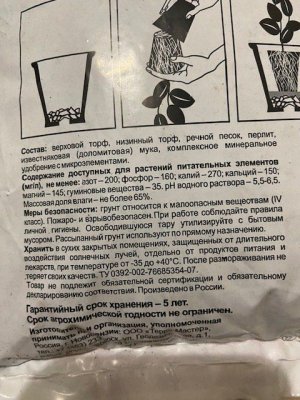 Состав: верховой торф, низинный торф, речной песок, перлит,
известняковая (доломитовая) мука, комплексное минеральное
удобрение с микроэлементами.
Содержание доступных для растений питательных элементов
(мг/л), не менее: азот – 200; фосфор – 160; калий – 270; кальций – 150;
магний – 145; гуминовые вещества – 35. pH водного раствора – 5,5-6,5.
Массовая доля влаги – не более 65%.
Меры безопасности: грунт относится к малоопасным веществам (IV
класс). Пожаро- и взрывобезопасен. При работе соблюдайте правила
личной гигиены. Освободившуюся тару утилизируйте с бытовым
мусором. Рассыпанный грунт используют по прямому назначению.
Хранить в сухих закрытых помещениях, защищенных от длительного
воздействия солнечных лучей, отдельно от продуктов питания и
лекарств, при температуре от -35 до +40°C. После размораживания не
теряет своих качеств. ТУ 0392-002-76685354-07.
Товар не подлежит обязательной сертификации и обязательному
декларированию соответствия. Произведено в России.
Гарантийный срок хранения – 5 лет.
Срок агрохимической годности не ограничен.
организация, уполномоченная
ООО
Россия, г.